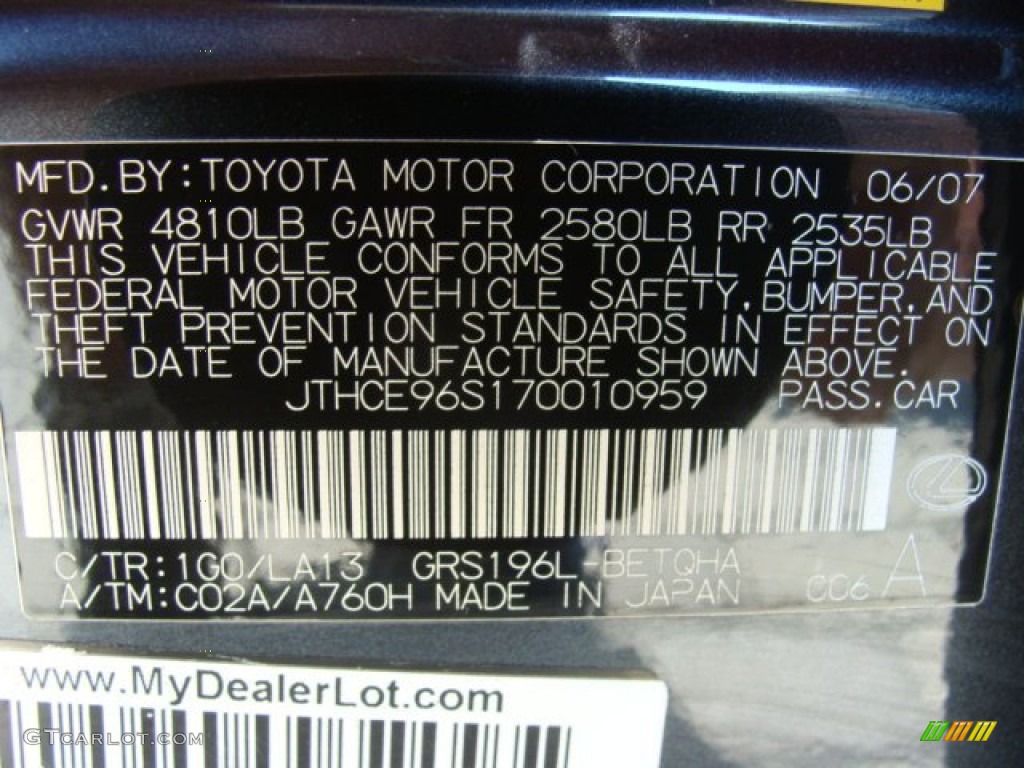 MFD.BY:TOYOTA MOTOR CORPORATION 06/07
GVWR 4810LB GAWR FR 2580LB RR 2535LB
THIS VEHICLE CONFORMS TO ALL APPLICABLE
FEDERAL MOTOR VEHICLE SAFETY,BUMPER,AND
THEFT PREVENTION STANDARDS IN EFFECT ON
THE DATE OF MANUFACTURE SHOWN ABOVE.
JTHCE96S170010959 PASS.CAR
C/TR:1G0/LA13 GRS196L-BETQHA
A/TM:C02A/A760H MADE IN JAPAN C06 A
www.MyDealerLot.com
GTCARLOT.COM